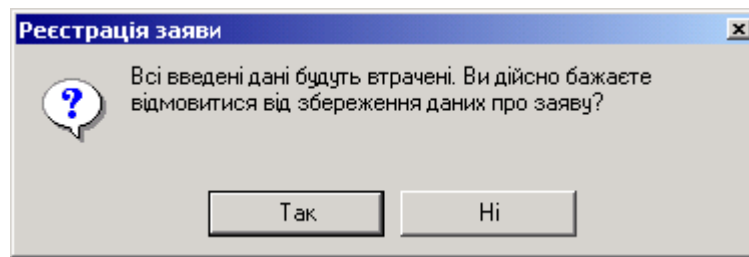 Реєстрація заяви
Всі введені дані будуть втрачені. Ви дійсно бажаєте
відмовитися від збереження даних про заяву?
Так
Ні